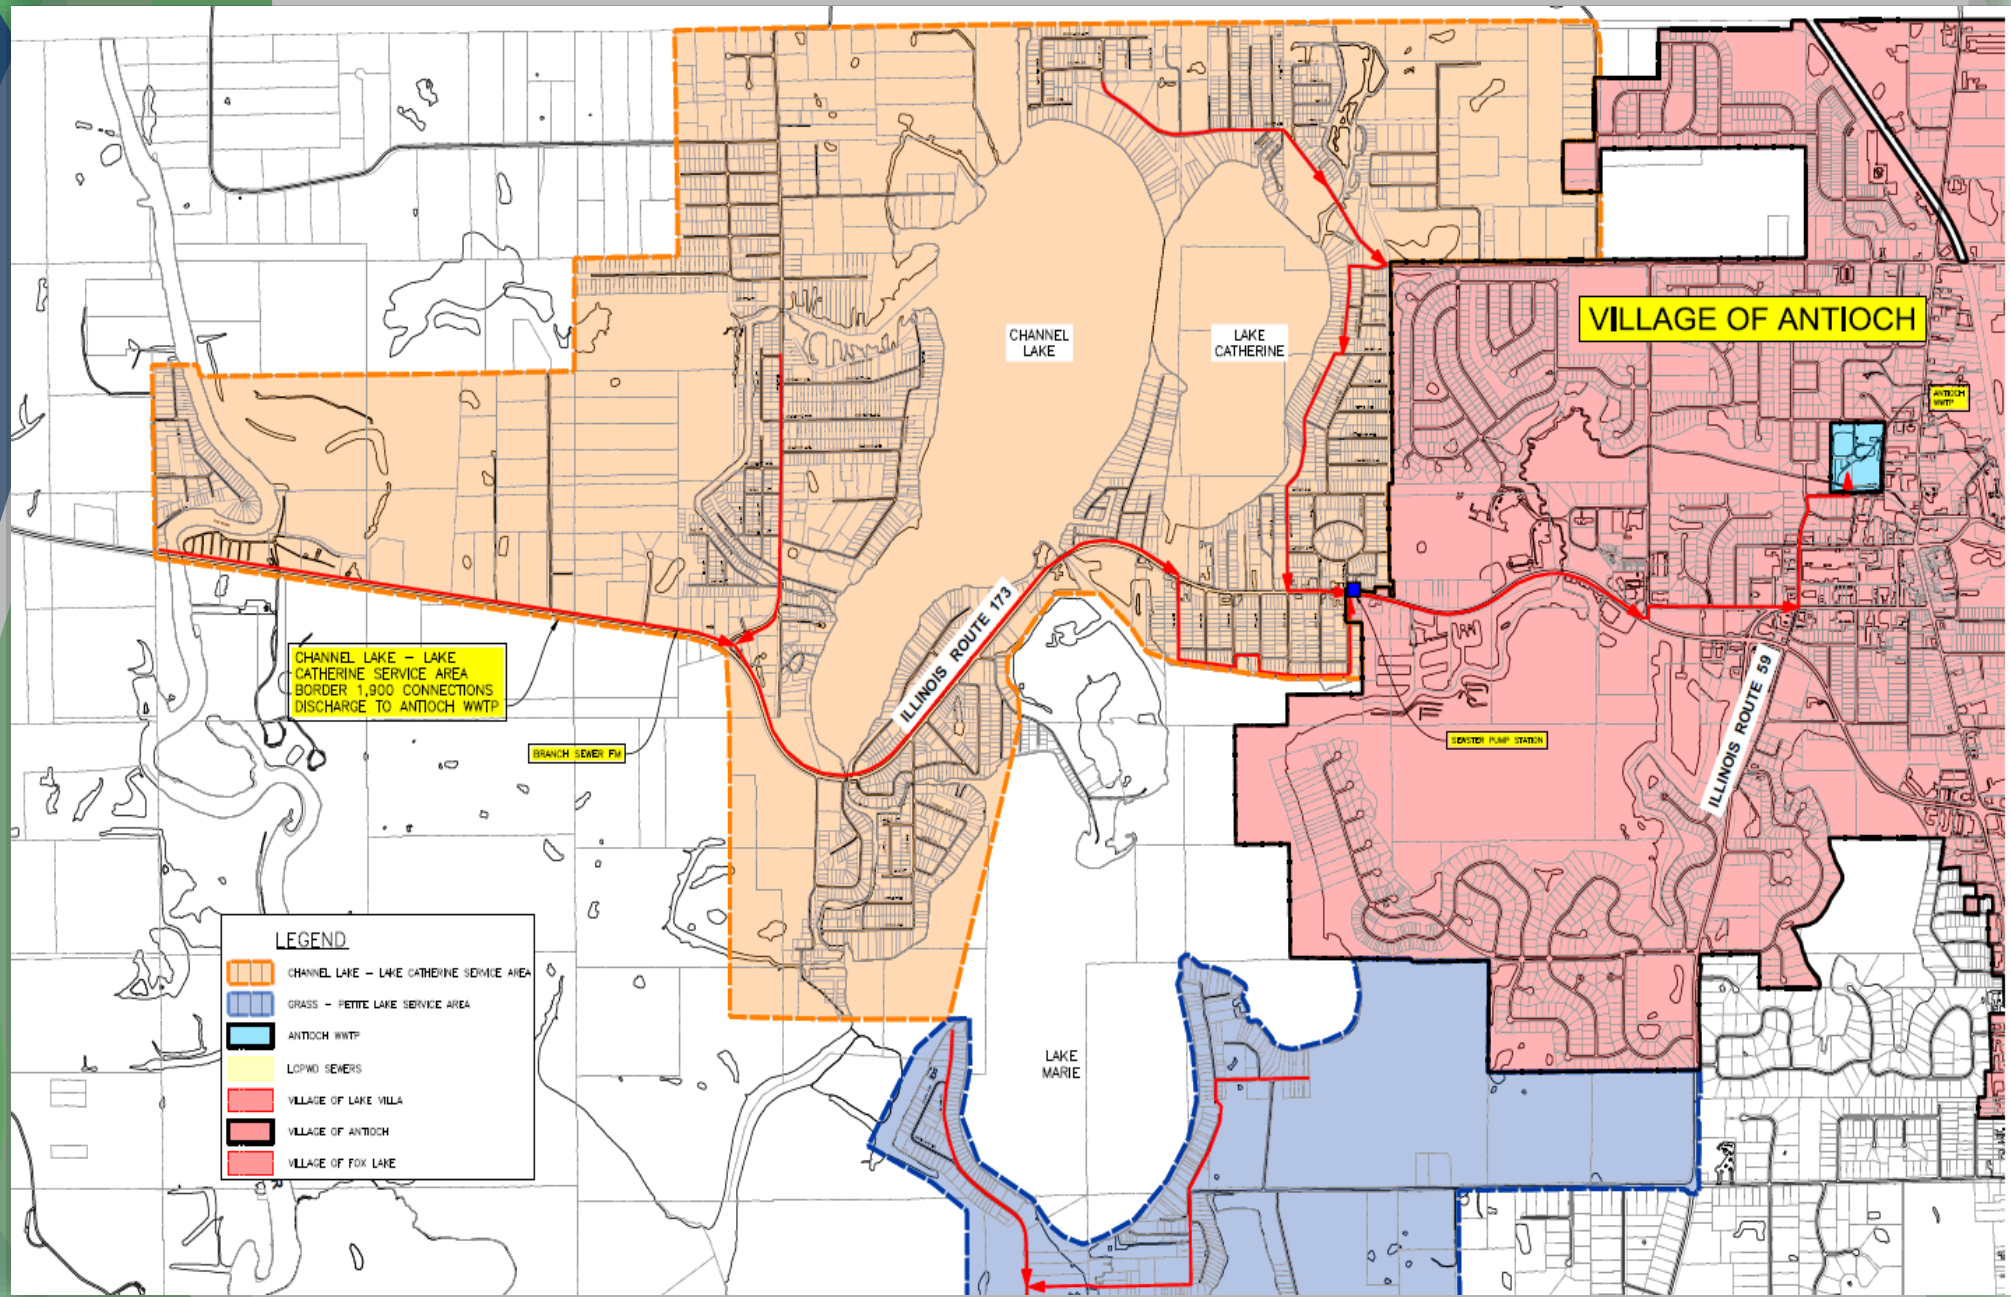 VILLAGE OF ANTIOCH
CHANNEL
LAKE
LAKE
CATHERINE
ANTIOCH
WWTP
ILLINOIS ROUTE 173
CHANNEL LAKE – LAKE
CATHERINE SERVICE AREA
BORDER 1,900 CONNECTIONS
DISCHARGE TO ANTIOCH WWTP
BRANCH SEWER FM
SEWSTER PUMP STATION
ILLINOIS ROUTE 59
LEGEND
CHANNEL LAKE – LAKE CATHERINE SERVICE AREA
GRASS – PETITE LAKE SERVICE AREA
ANTIOCH WWTP
LCPWD SEWERS
VILLAGE OF LAKE VILLA
VILLAGE OF ANTIOCH
VILLAGE OF FOX LAKE
LAKE
MARIE